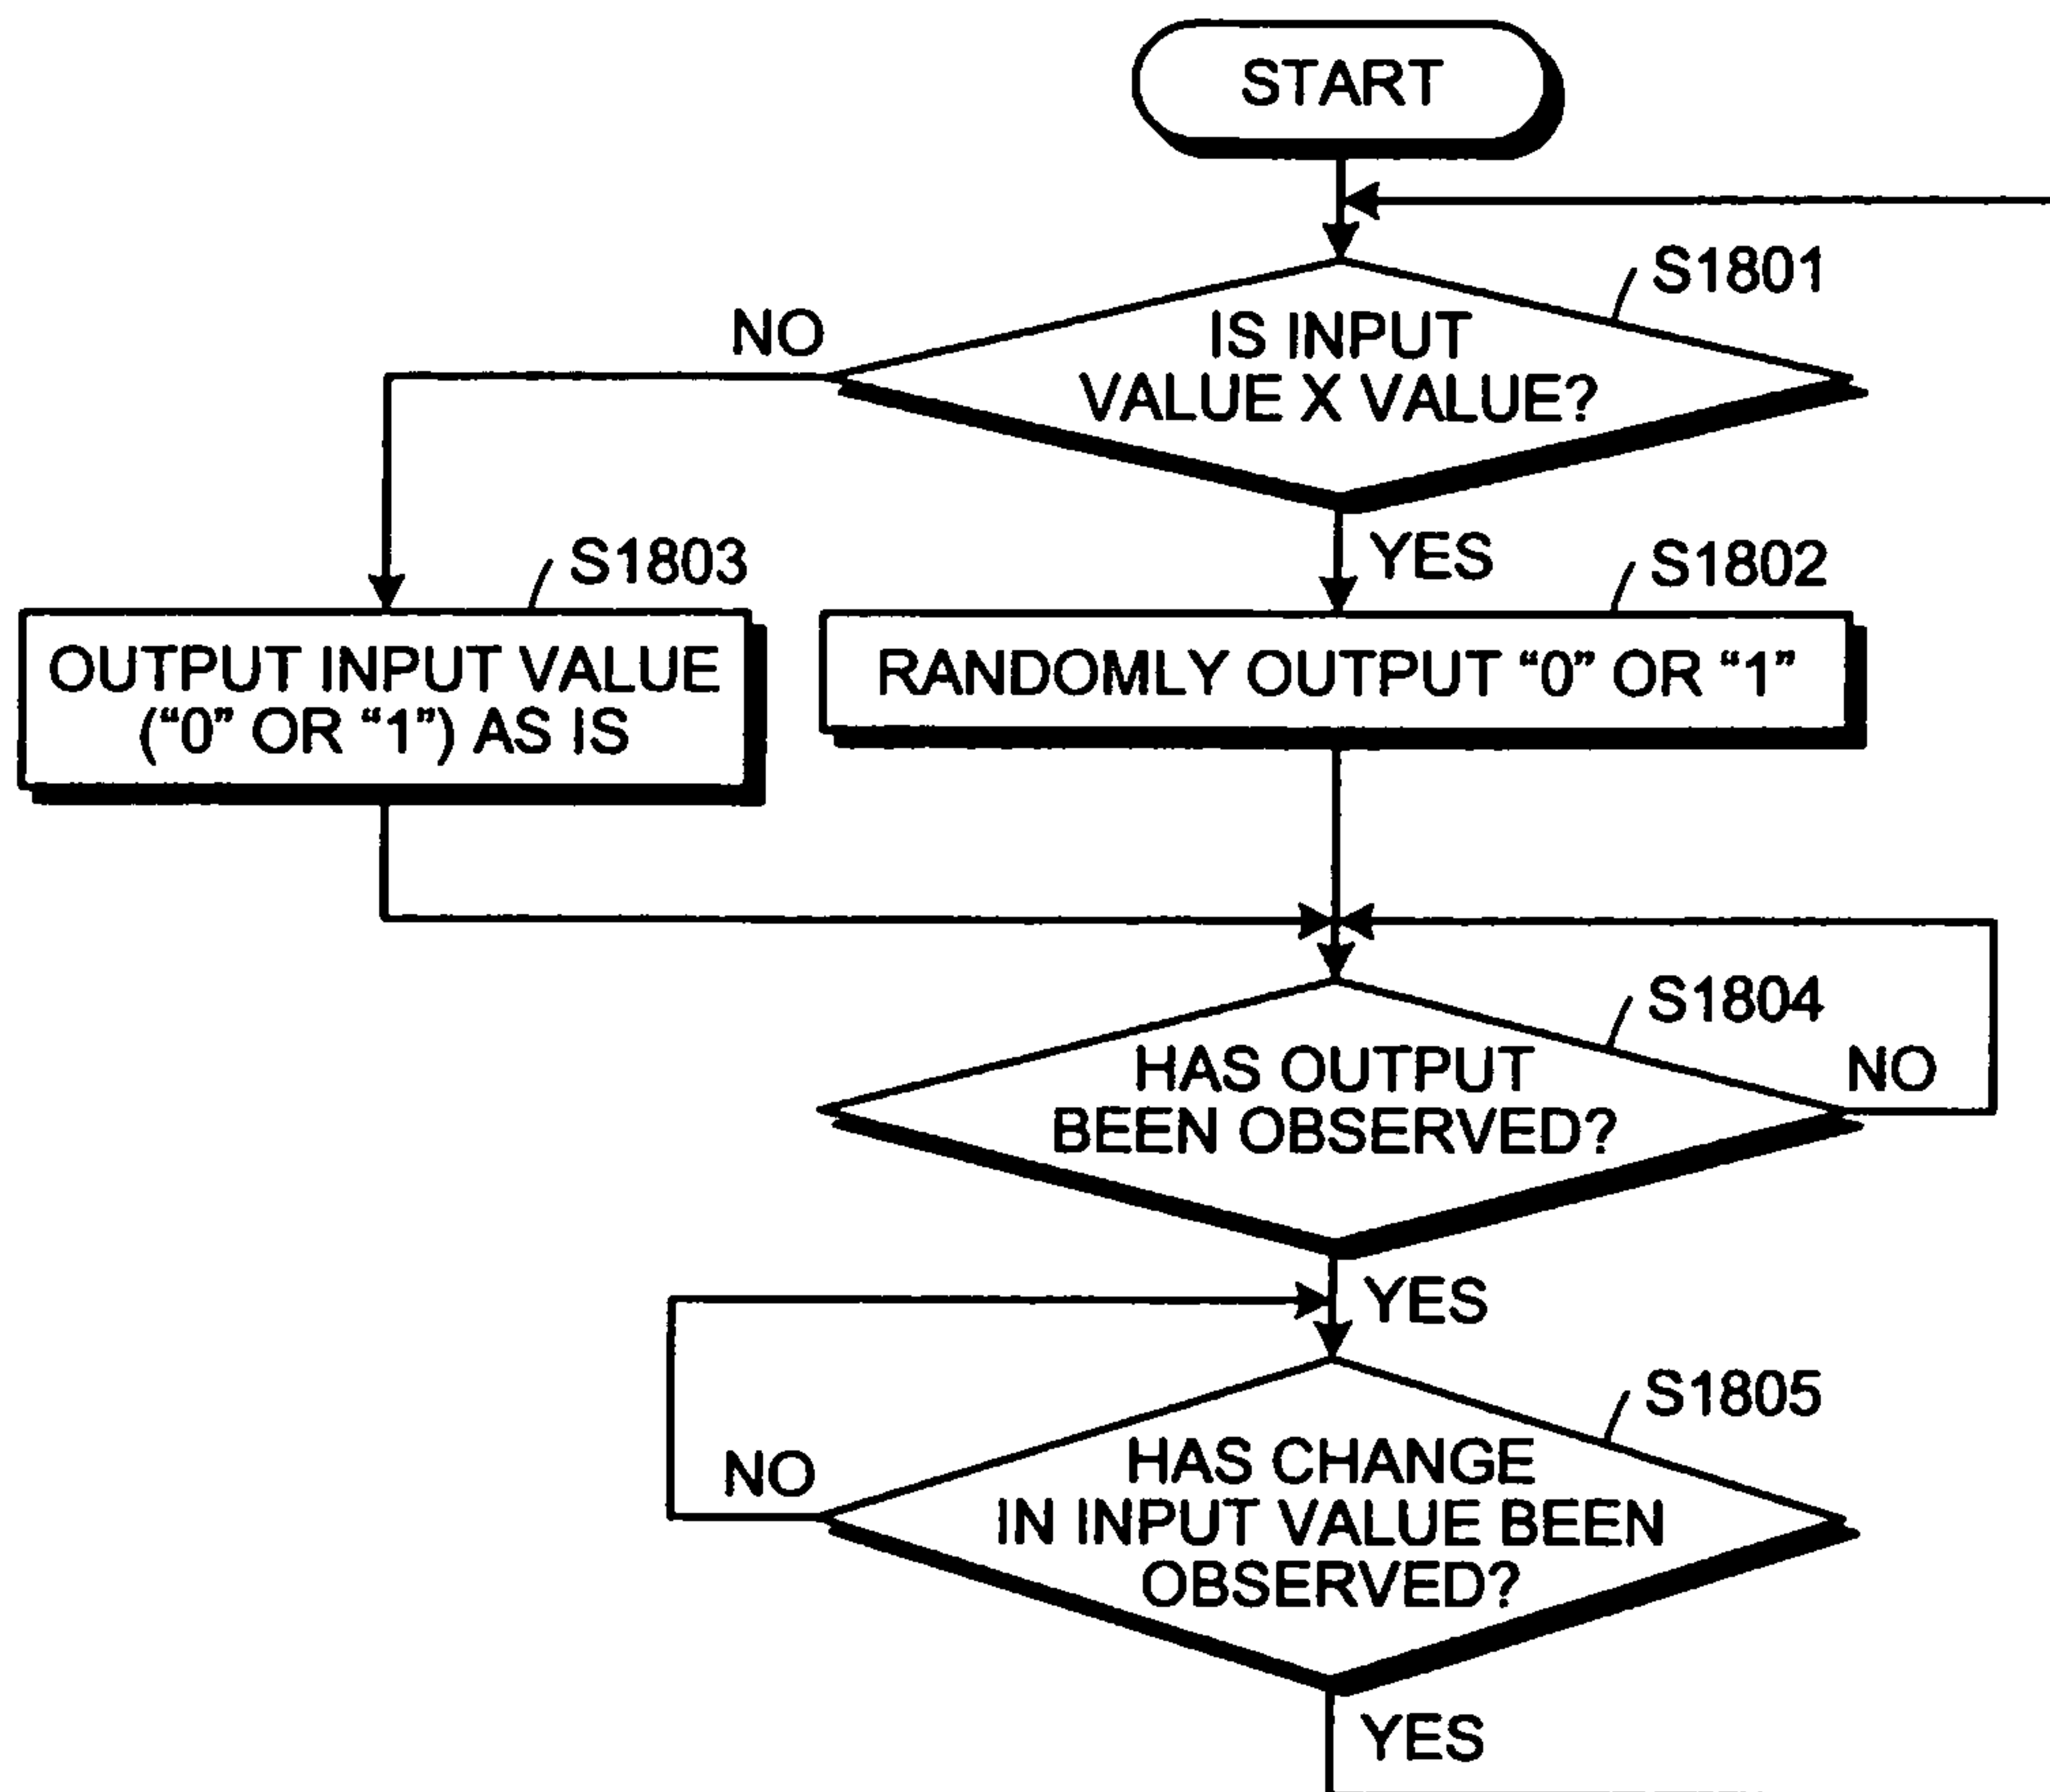 START
S1801
NO
IS INPUT
VALUE X VALUE?
YES
S1803
S1802
OUTPUT INPUT VALUE
(“0” OR “1”) AS IS
RANDOMLY OUTPUT “0” OR “1”
S1804
HAS OUTPUT
BEEN OBSERVED?
NO
YES
S1805
NO
HAS CHANGE
IN INPUT VALUE BEEN
OBSERVED?
YES